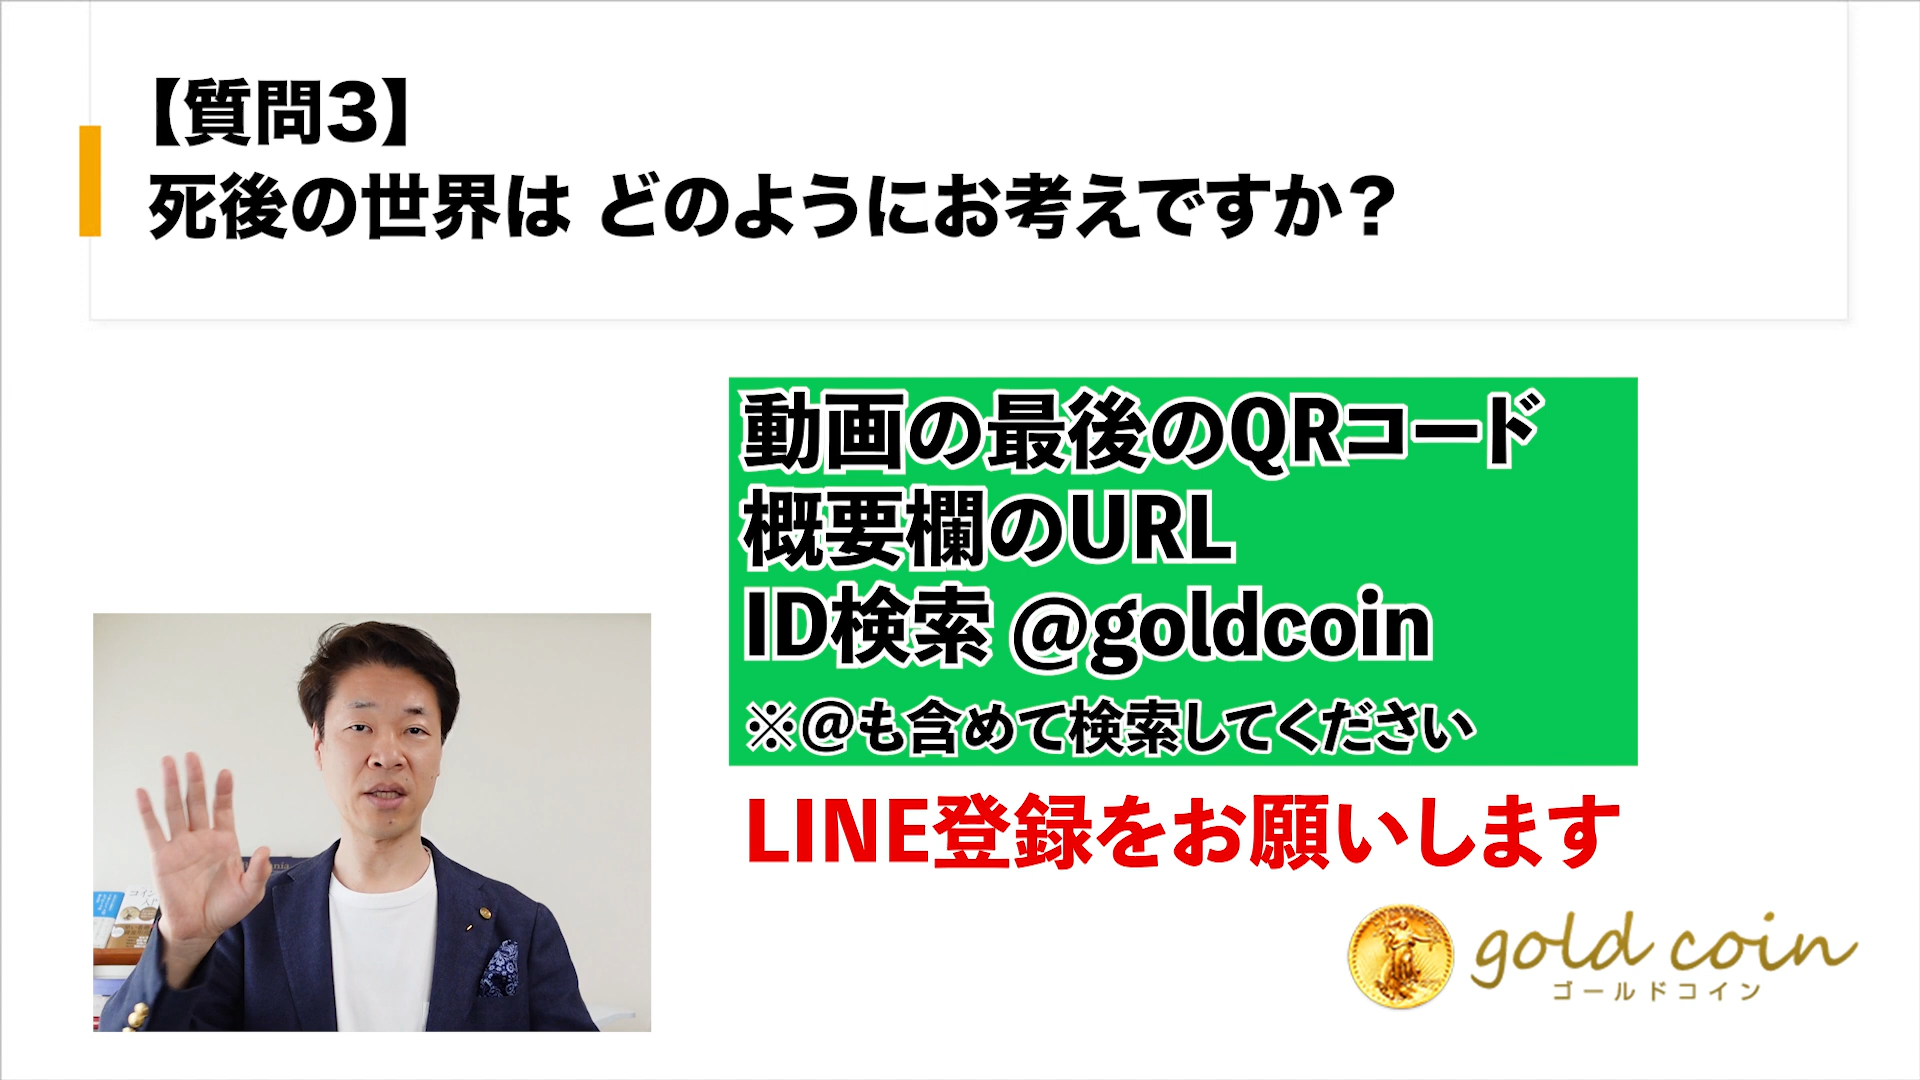 【質問3】
死後の世界は どのようにお考えですか？
動画の最後のQRコード
概要欄のURL
ID検索 @goldcoin
※@も含めて検索してください
LINE登録をお願いします
gold coin
ゴールドコイン